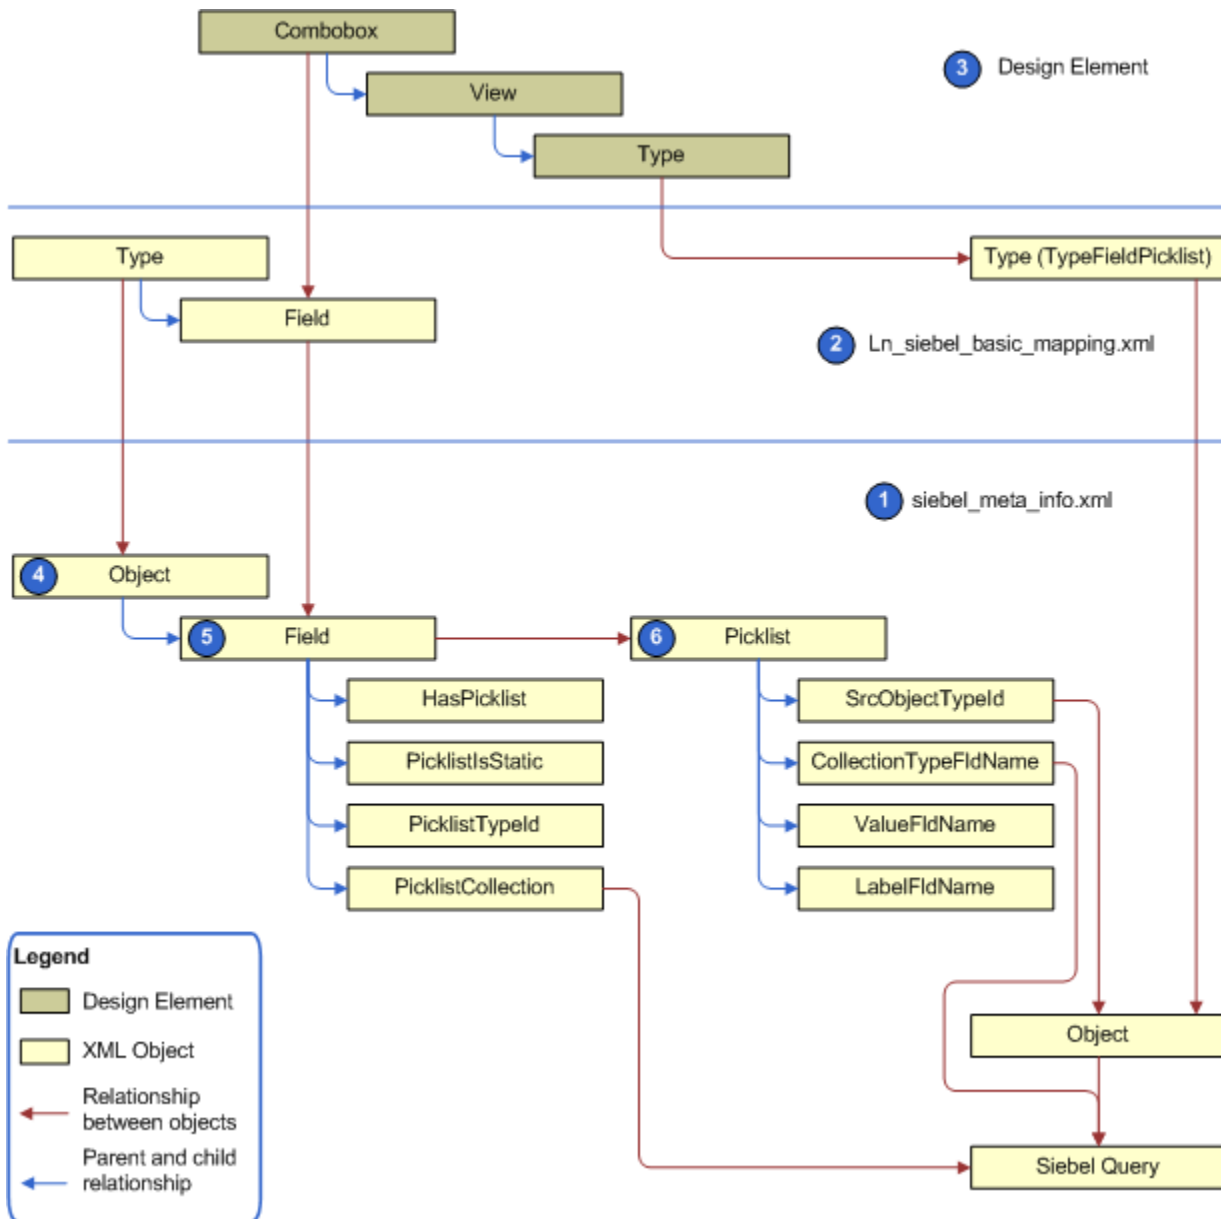 Combobox
3 Design Element
View
Type
Type
Type (TypeFieldPicklist)
Field
2 Ln_siebel_basic_mapping.xml
1 siebel_meta_info.xml
4 Object
5 Field
6 Picklist
HasPicklist
SrcObjectTypeId
PicklistIsStatic
CollectionTypeFldName
PicklistTypeId
ValueFldName
PicklistCollection
LabelFldName
Legend
Design Element
XML Object
Relationship
between objects
Parent and child
relationship
Object
Siebel Query